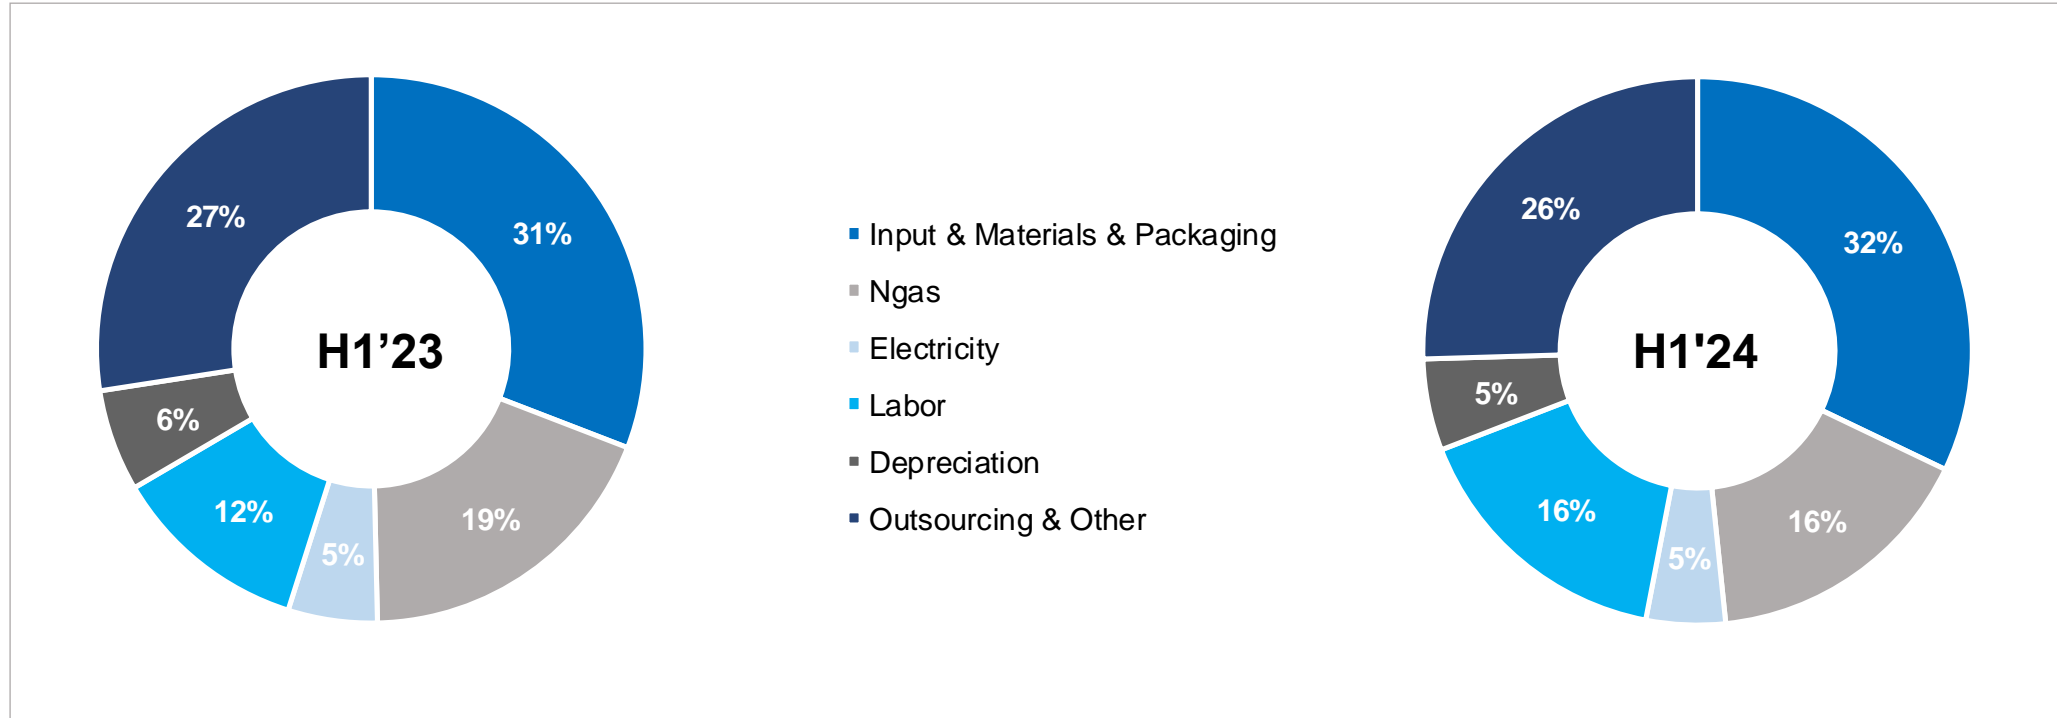 27%
31%
6%
12%
5%
19%
H1’23
Input & Materials & Packaging
Ngas
Electricity
Labor
Depreciation
Outsourcing & Other
26%
32%
5%
16%
5%
16%
H1'24